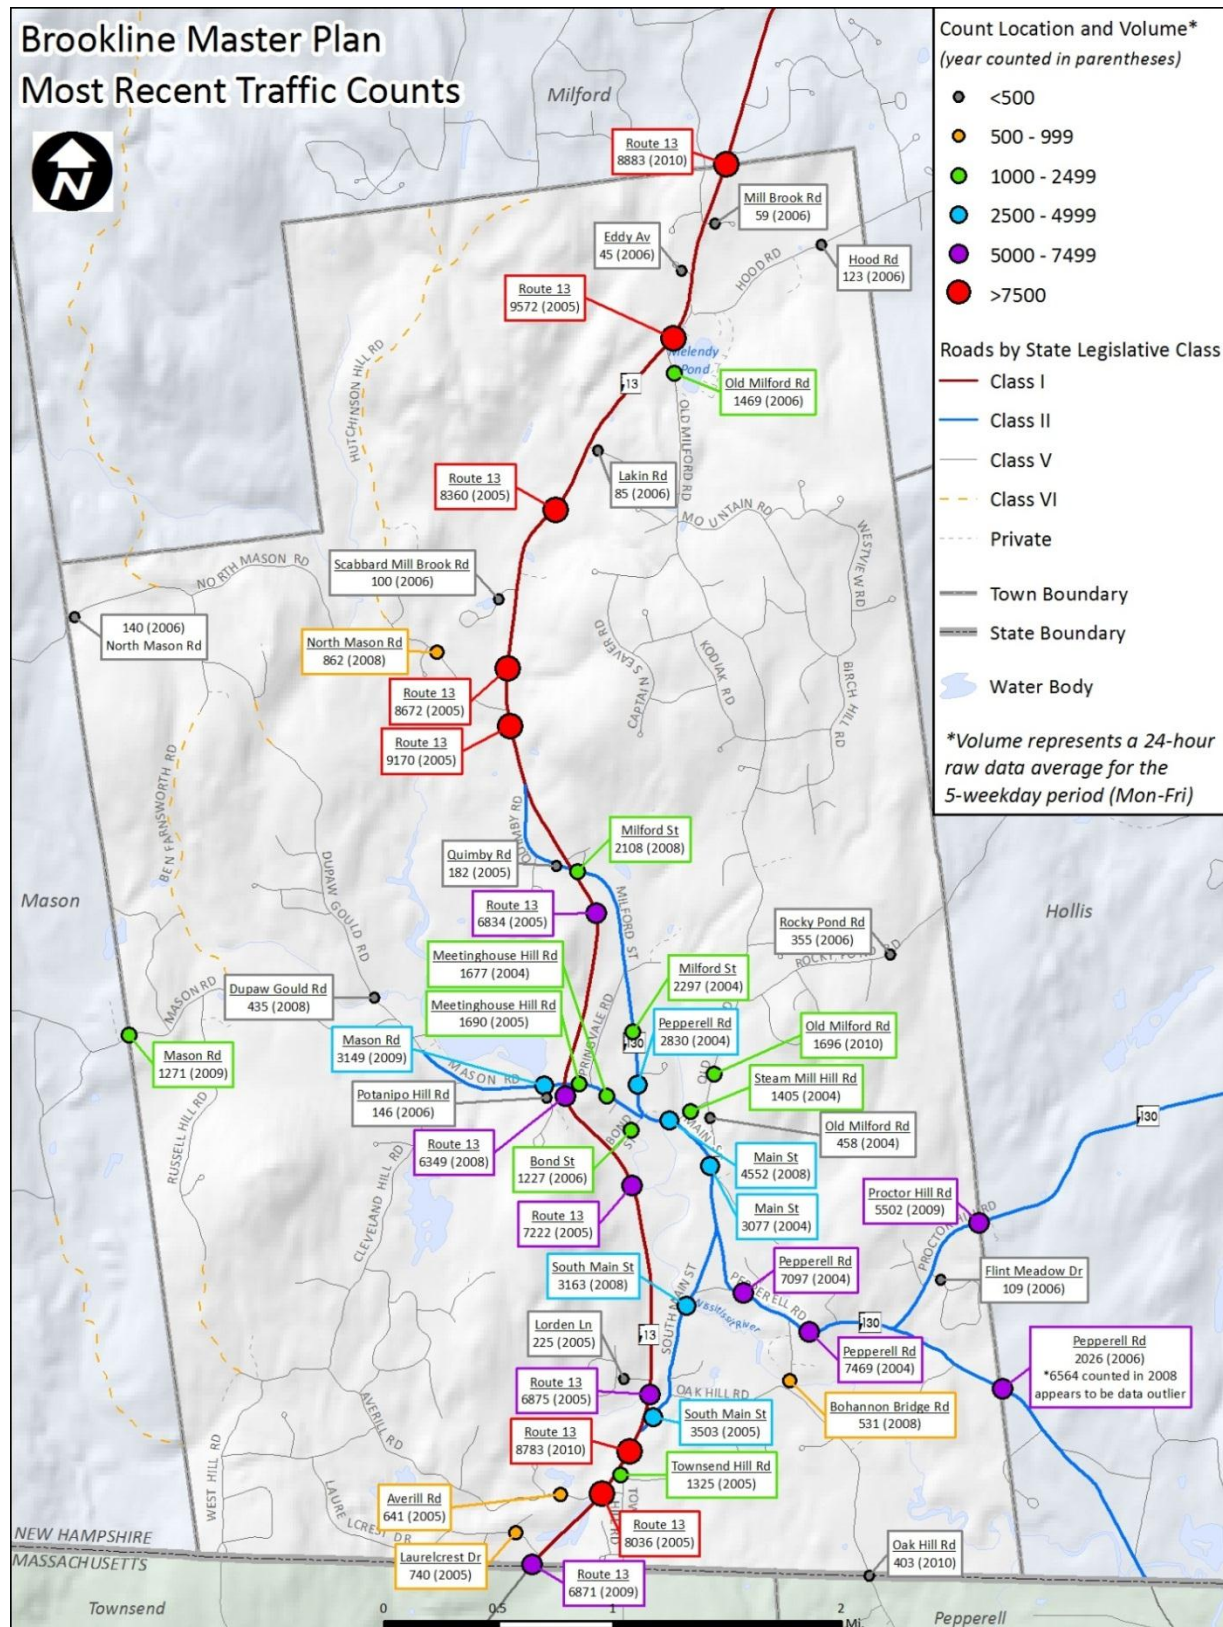 Brookline Master Plan
Most Recent Traffic Counts
N
Milford
Route 13
8883 (2010)
Mill Brook Rd
59 (2006)
Eddy Av
45 (2006)
HOOD RD
Hood Rd
123 (2006)
Route 13
9572 (2005)
Melendy
Pond
13
Old Milford Rd
1469 (2006)
HUTCHINSON HILL RD
OLD MILFORD RD
Route 13
8360 (2005)
Lakin Rd
85 (2006)
MOUNTAIN RD
WESTVIEW RD
NORTH MASON RD
Scabbard Mill Brook Rd
100 (2006)
140 (2006)
North Mason Rd
North Mason Rd
862 (2008)
CAPTAIN SEAVER RD
KODIAK RD
BIRCH HILL RD
Route 13
8672 (2005)
Route 13
9170 (2005)
BEN FARNSWORTH RD
QUIMBY RD
Milford St
2108 (2008)
Quimby Rd
182 (2005)
DUPAW GOULD RD
Mason
Route 13
6834 (2005)
MILFORD ST
Hollis
Rocky Pond Rd
355 (2006)
ROCKY POND RD
Meetinghouse Hill Rd
1677 (2004)
Milford St
2297 (2004)
Dupaw Gould Rd
435 (2008)
MASON RD
Meetinghouse Hill Rd
1690 (2005)
SPRINGVALE RD
Pepperell Rd
2830 (2004)
Old Milford Rd
1696 (2010)
130
Mason Rd
1271 (2009)
Mason Rd
3149 (2009)
MASON RD
OLD
Steam Mill Hill Rd
1405 (2004)
Potanipo Hill Rd
146 (2006)
RUSSELL HILL RD
BOND ST
MAIN ST
Old Milford Rd
458 (2004)
130
Route 13
6349 (2008)
Bond St
1227 (2006)
Main St
4552 (2008)
CLEVELAND HILL RD
Route 13
7222 (2005)
Main St
3077 (2004)
Proctor Hill Rd
5502 (2009)
PROCTOR HILL RD
South Main St
3163 (2008)
Pepperell Rd
7097 (2004)
Flint Meadow Dr
109 (2006)
PEPPERELL RD
Nissitissit River
SOUTH MAIN ST
Lorden Ln
225 (2005)
13
130
Pepperell Rd
7469 (2004)
Pepperell Rd
2026 (2006)
*6564 counted in 2008
appears to be data outlier
Route 13
6875 (2005)
OAK HILL RD
Bohannon Bridge Rd
531 (2008)
AVERILL RD
South Main St
3503 (2005)
Route 13
8783 (2010)
WEST HILL RD
Townsend Hill Rd
1325 (2005)
LAURELCREST DR
Averill Rd
641 (2005)
Route 13
8036 (2005)
NEW HAMPSHIRE
MASSACHUSETTS
Laurelcrest Dr
740 (2005)
Oak Hill Rd
403 (2010)
Route 13
6871 (2009)
Townsend
Pepperell
0 0.5 1 2
Mi.
Count Location and Volume*
(year counted in parentheses)
<500
500 - 999
1000 - 2499
2500 - 4999
5000 - 7499
>7500
Roads by State Legislative Class
Class I
Class II
Class V
Class VI
Private
Town Boundary
State Boundary
Water Body
*Volume represents a 24-hour
raw data average for the
5-weekday period (Mon-Fri)